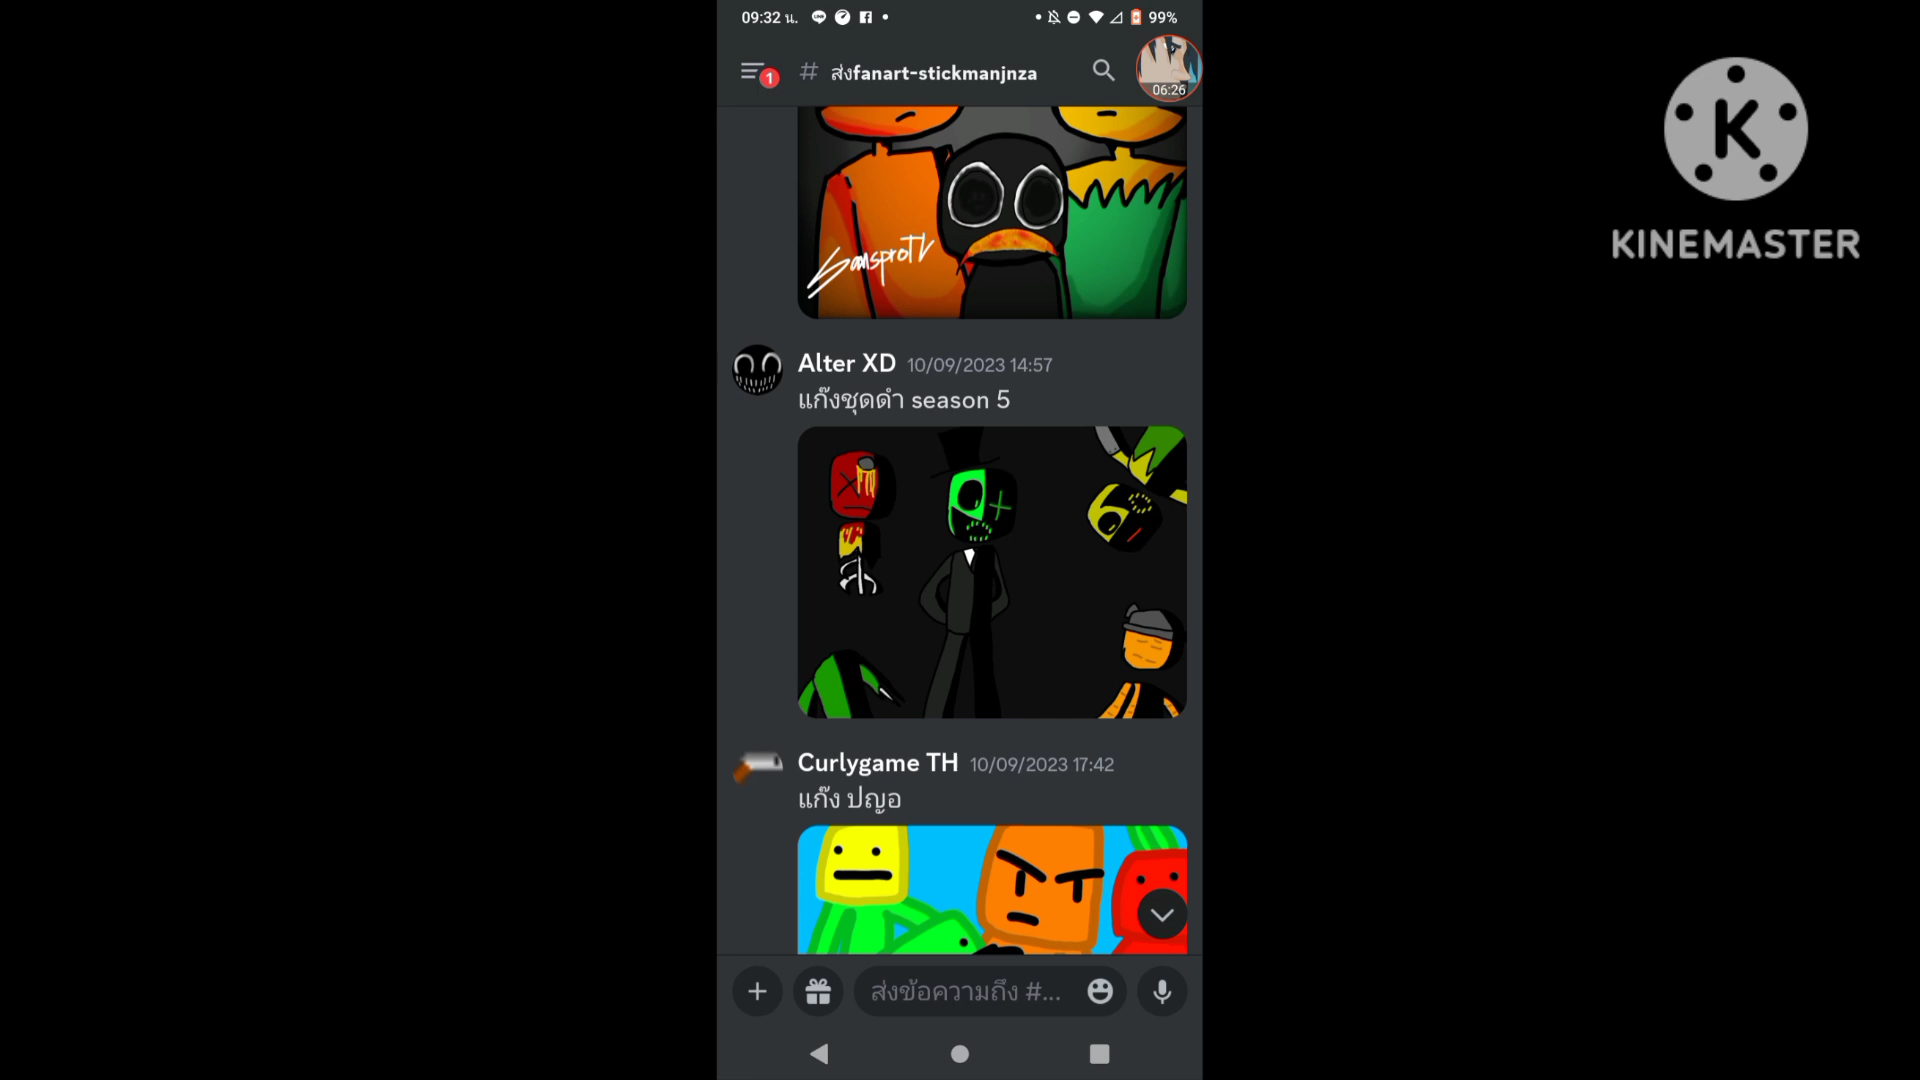 09:32 น.
99%
1
# ส่งfanart-stickmanjnza
06:26
K
KINEMASTER
SansproTV
Alter XD 10/09/2023 14:57
แก๊งชุดดำ season 5
Curlygame TH 10/09/2023 17:42
แก๊ง ปญอ
ส่งข้อความถึง #...